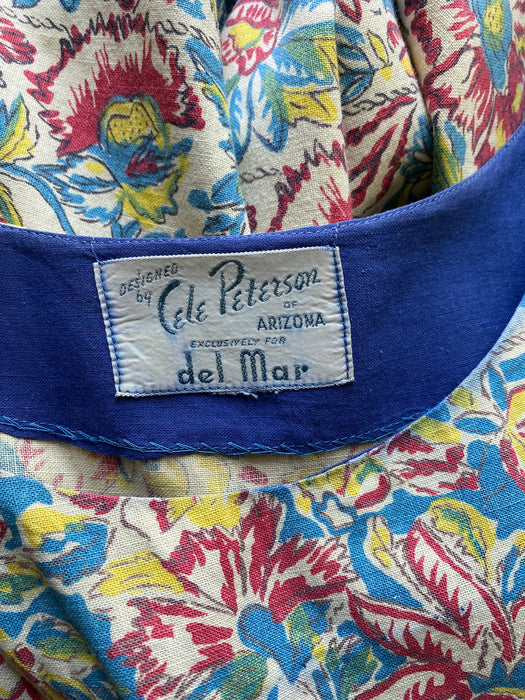 DESIGNED
by Cele Peterson
OF
ARIZONA
EXCLUSIVELY FOR
del Mar